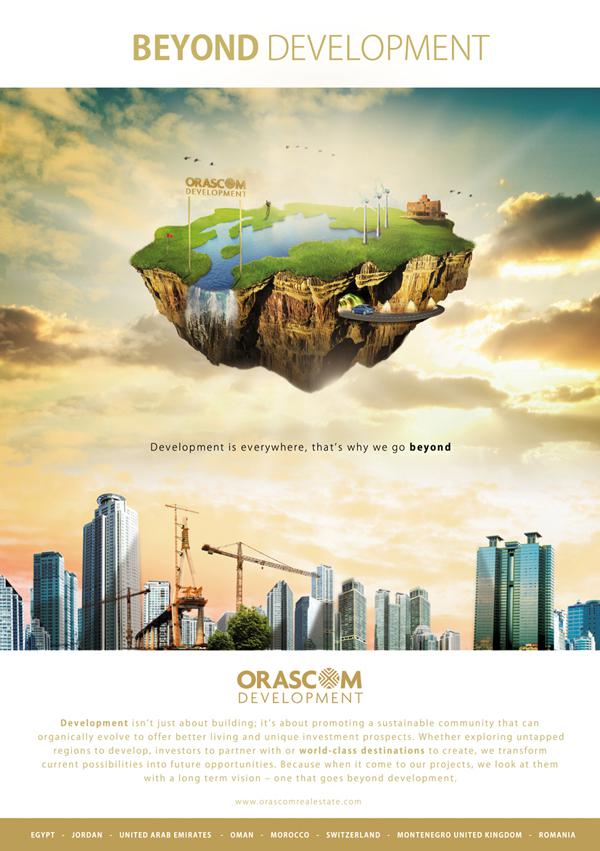 BEYOND DEVELOPMENT
ORASCOM
DEVELOPMENT
Development is everywhere, that's why we go beyond
ORASCOM
DEVELOPMENT
Development isn't just about building; it's about promoting a sustainable community that can
organically evolve to offer better living and unique investment prospects. Whether exploring untapped
regions to develop, investors to partner with or world-class destinations to create, we transform
current possibilities into future opportunities. Because when it come to our projects, we look at them
with a long term vision – one that goes beyond development.
www.orascomrealestate.com
EGYPT - JORDAN - UNITED ARAB EMIRATES - OMAN - MOROCCO - SWITZERLAND - MONTENEGRO UNITED KINGDOM - ROMANIA